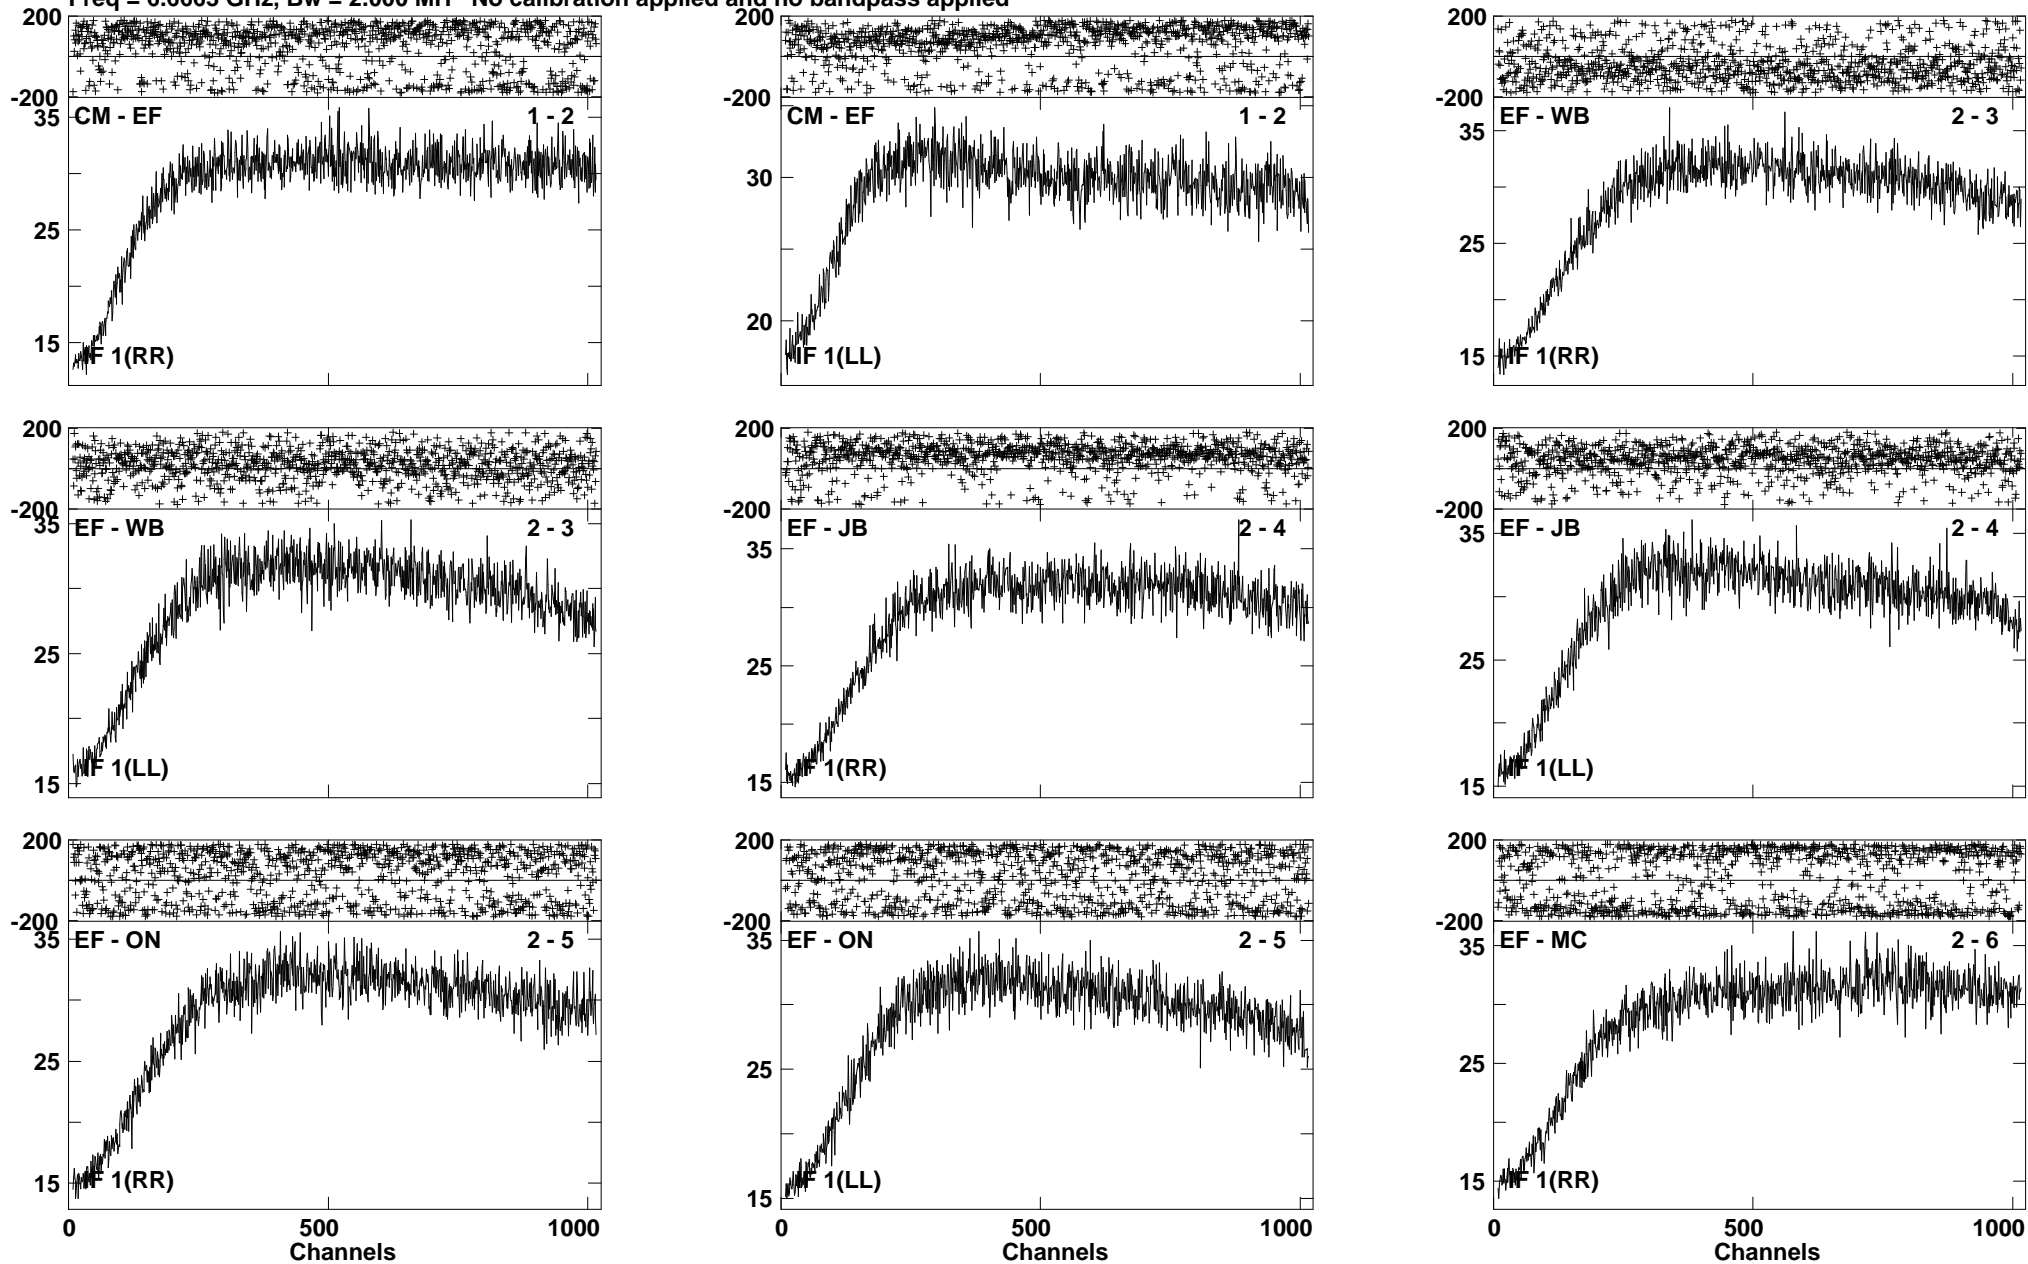 Freq = 6.6663 GHz, Bw = 2.000 MH No calibration applied and no bandpass applied
200
-200
35
25
15
CM - EF
1 - 2
IF 1(RR)
-200
30
20
CM - EF
1 - 2
IF 1(LL)
200
200
-200
35
25
15
EF - WB
2 - 3
IF 1(RR)
200
-200
35
25
15
EF - WB
2 - 3
IF 1(LL)
200
-200
35
25
15
EF - JB
2 - 4
IF 1(RR)
200
-200
35
25
15
EF - JB
2 - 4
IF 1(LL)
200
-200
35
25
15
EF - ON
2 - 5
IF 1(RR)
0
500
1000
Channels
200
-200
35
25
15
EF - ON
2 - 5
IF 1(LL)
0
500
1000
Channels
200
-200
35
25
15
EF - MC
2 - 6
IF 1(RR)
0
500
1000
Channels